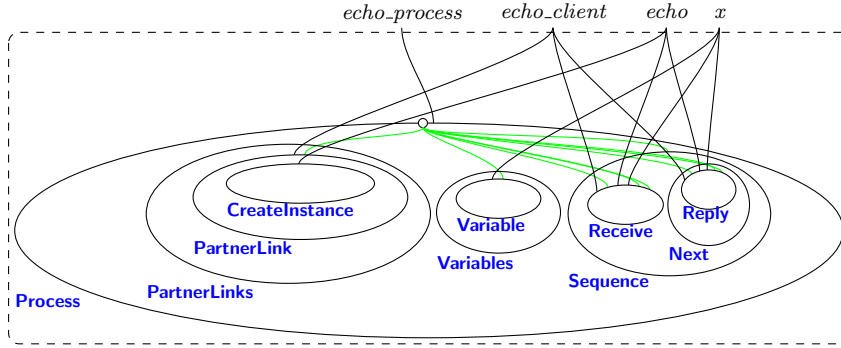 echo_process echo_client echo x
CreateInstance
Variable
Reply
Receive
PartnerLink
Next
Variables
Sequence
PartnerLinks
Process